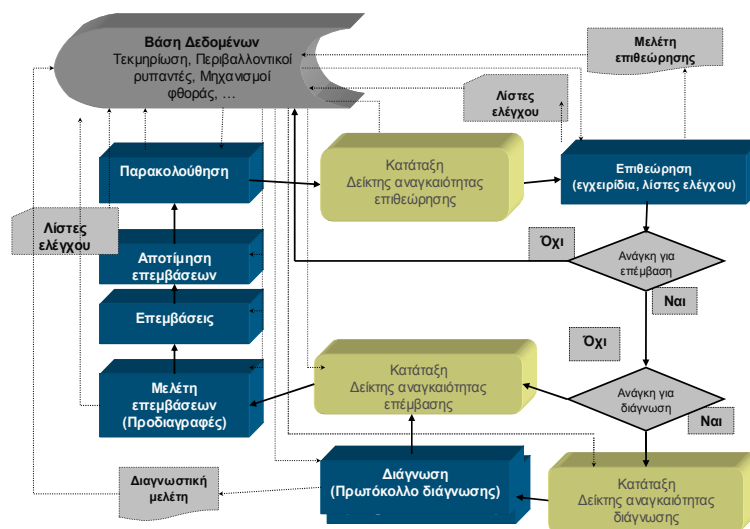 Βάση Δεδομένων
Τεκμηρίωση, Περιβαλλοντικοί
ρυπαντές, Μηχανισμοί
φθοράς, ...
Μελέτη
επιθεώρησης
Λίστες
ελέγχου
Παρακολούθηση
Κατάταξη
Δείκτης αναγκαιότητας
επιθεώρησης
Επιθεώρηση
(εγχειρίδια, λίστες ελέγχου)
Λίστες
ελέγχου
Όχι
Ανάγκη για
επέμβαση
Αποτίμηση
επεμβάσεων
Ναι
Επεμβάσεις
Όχι
Μελέτη
επεμβάσεων
(Προδιαγραφές)
Κατάταξη
Δείκτης αναγκαιότητας
επέμβασης
Ανάγκη για
διάγνωση
Ναι
Διαγνωστική
μελέτη
Διάγνωση
(Πρωτόκολλο διάγνωσης)
Κατάταξη
Δείκτης αναγκαιότητας
διάγνωσης